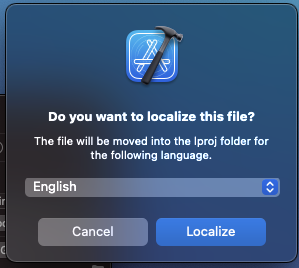 Do you want to localize this file?
The file will be moved into the lproj folder for
the following language.
English
Cancel
Localize